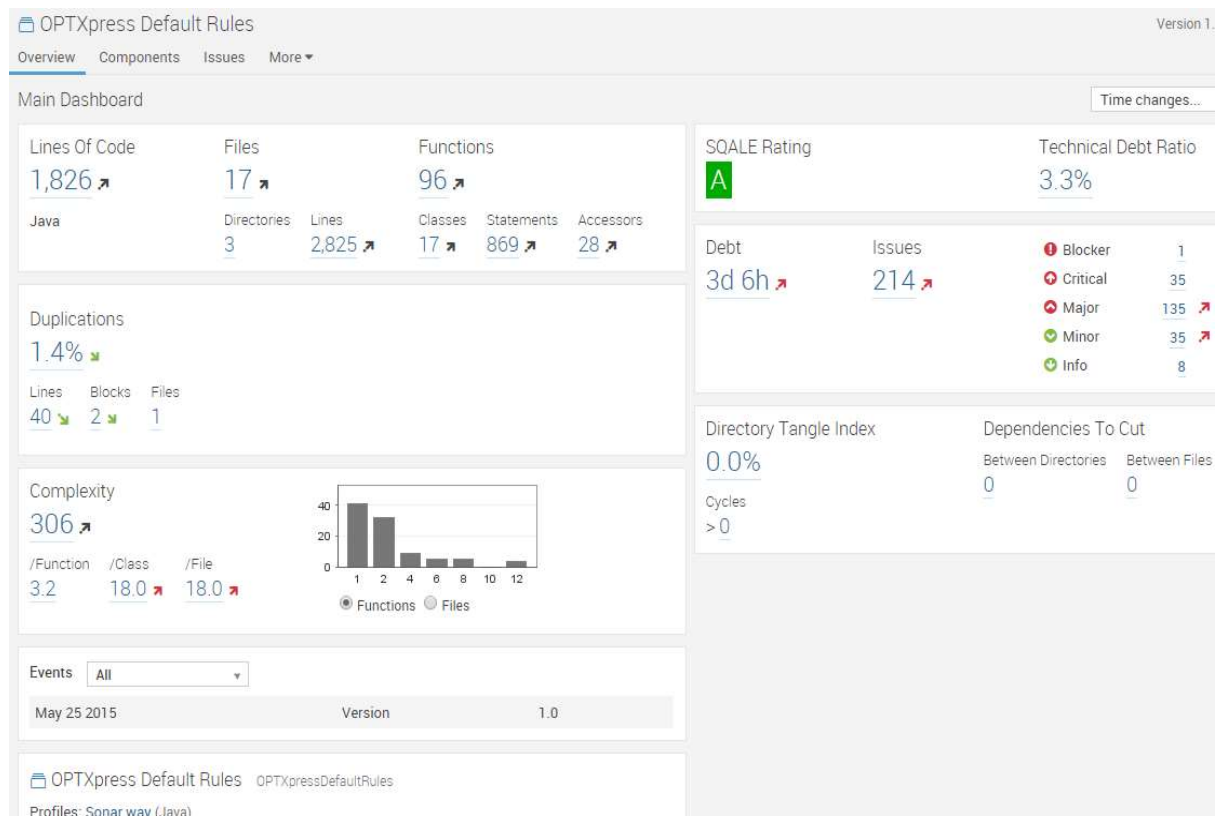 OPTXpress Default Rules
Version 1.
Overview Components Issues More
Main Dashboard
Time changes...
Lines Of Code Files Functions
1,826 17 96
Java
Directories Lines Classes Statements Accessors
3 2,825 17 869 28
SQALE Rating Technical Debt Ratio
A 3.3%
Debt Issues
3d 6h 214
Blocker 1
Critical 35
Major 135
Minor 35
Info 8
Duplications
1.4%
Lines Blocks Files
40 2 1
Directory Tangle Index Dependencies To Cut
0.0% Between Directories Between Files
0 0
Cycles
> 0
Complexity
306
/Function /Class /File
3.2 18.0 18.0
40
20
0
1 2 4 6 8 10 12
Functions Files
Events All
May 25 2015 Version 1.0
OPTXpress Default Rules OPTXpressDefaultRules
Profiles: Sonar way (Java)